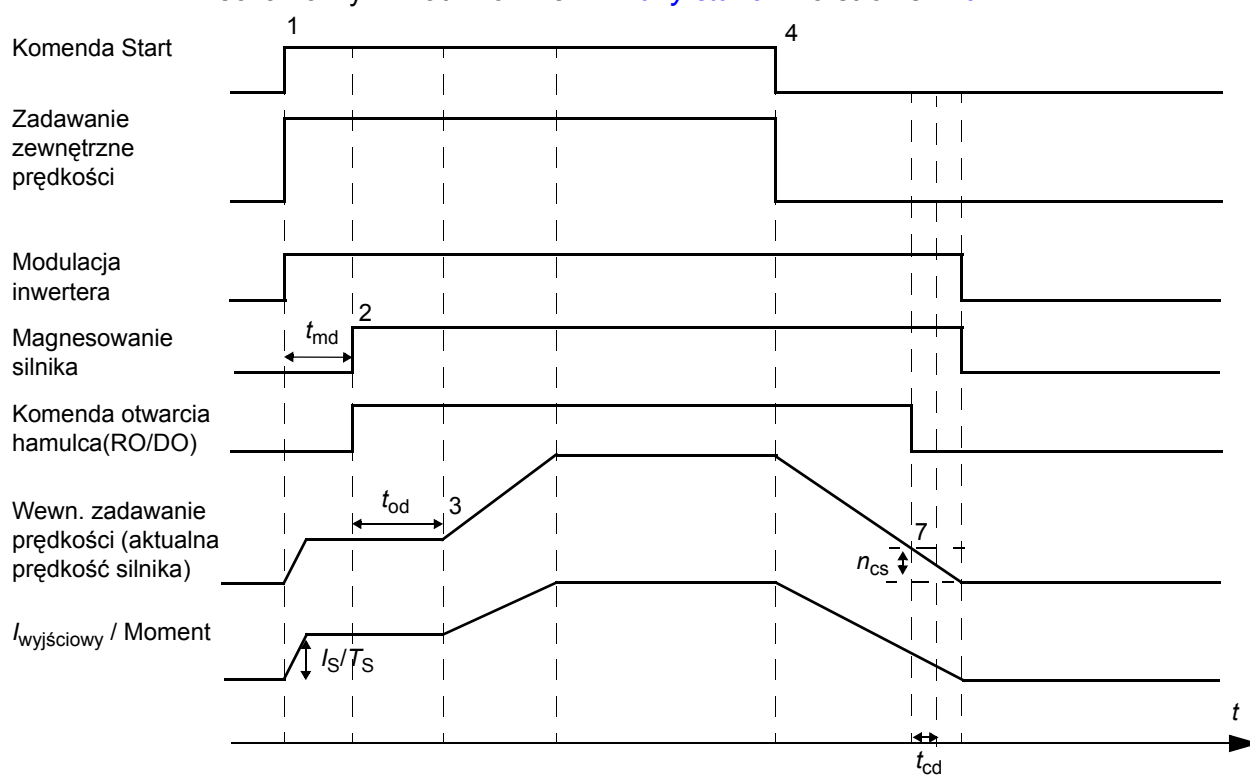 1
4
Komenda Start
Zadawanie
zewnętrzne
prędkości
Modulacja
inwertera
2
tmd
Magnesowanie
silnika
Komenda otwarcia
hamulca(RO/DO)
tod
3
Wewn. zadawanie
prędkości (aktualna
prędkość silnika)
7
ncs
Iwyjściowy / Moment
IS/TS
t
tcd